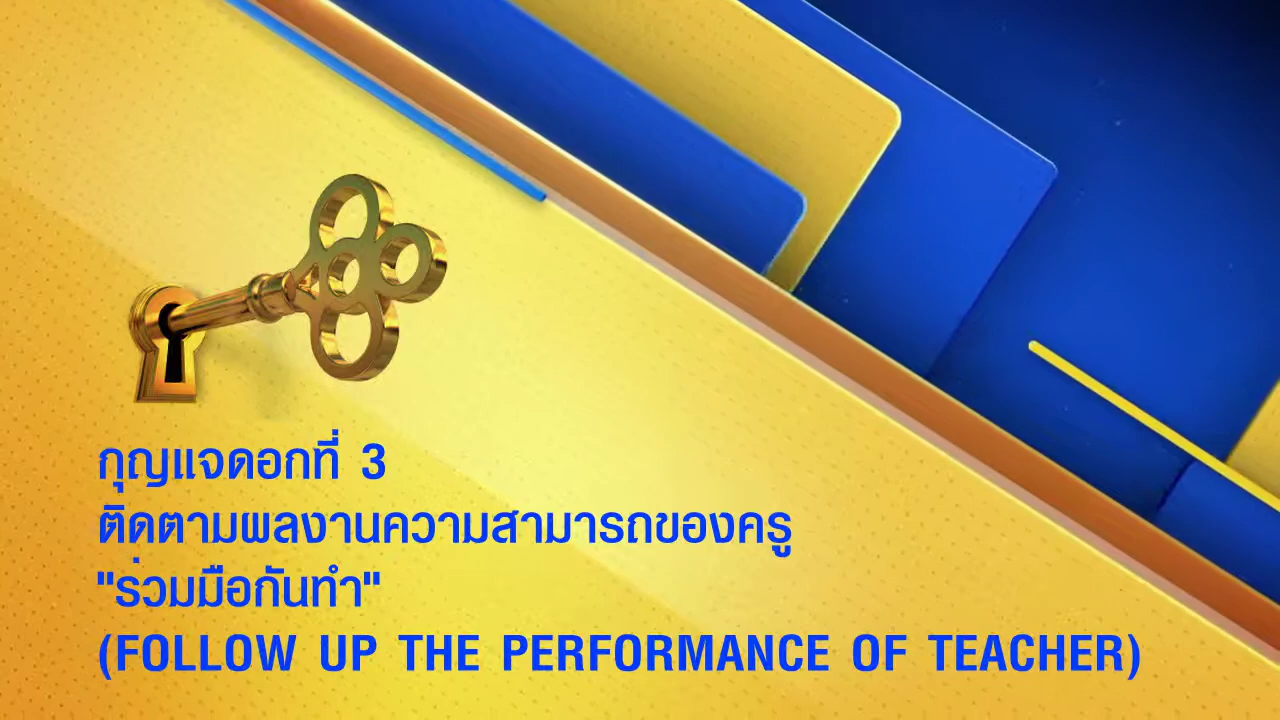 กุญแจดอกที่ 3
ติดตามผลงานความสามารถของครู
"ร่วมมือกันทำ"
(FOLLOW UP THE PERFORMANCE OF TEACHER)